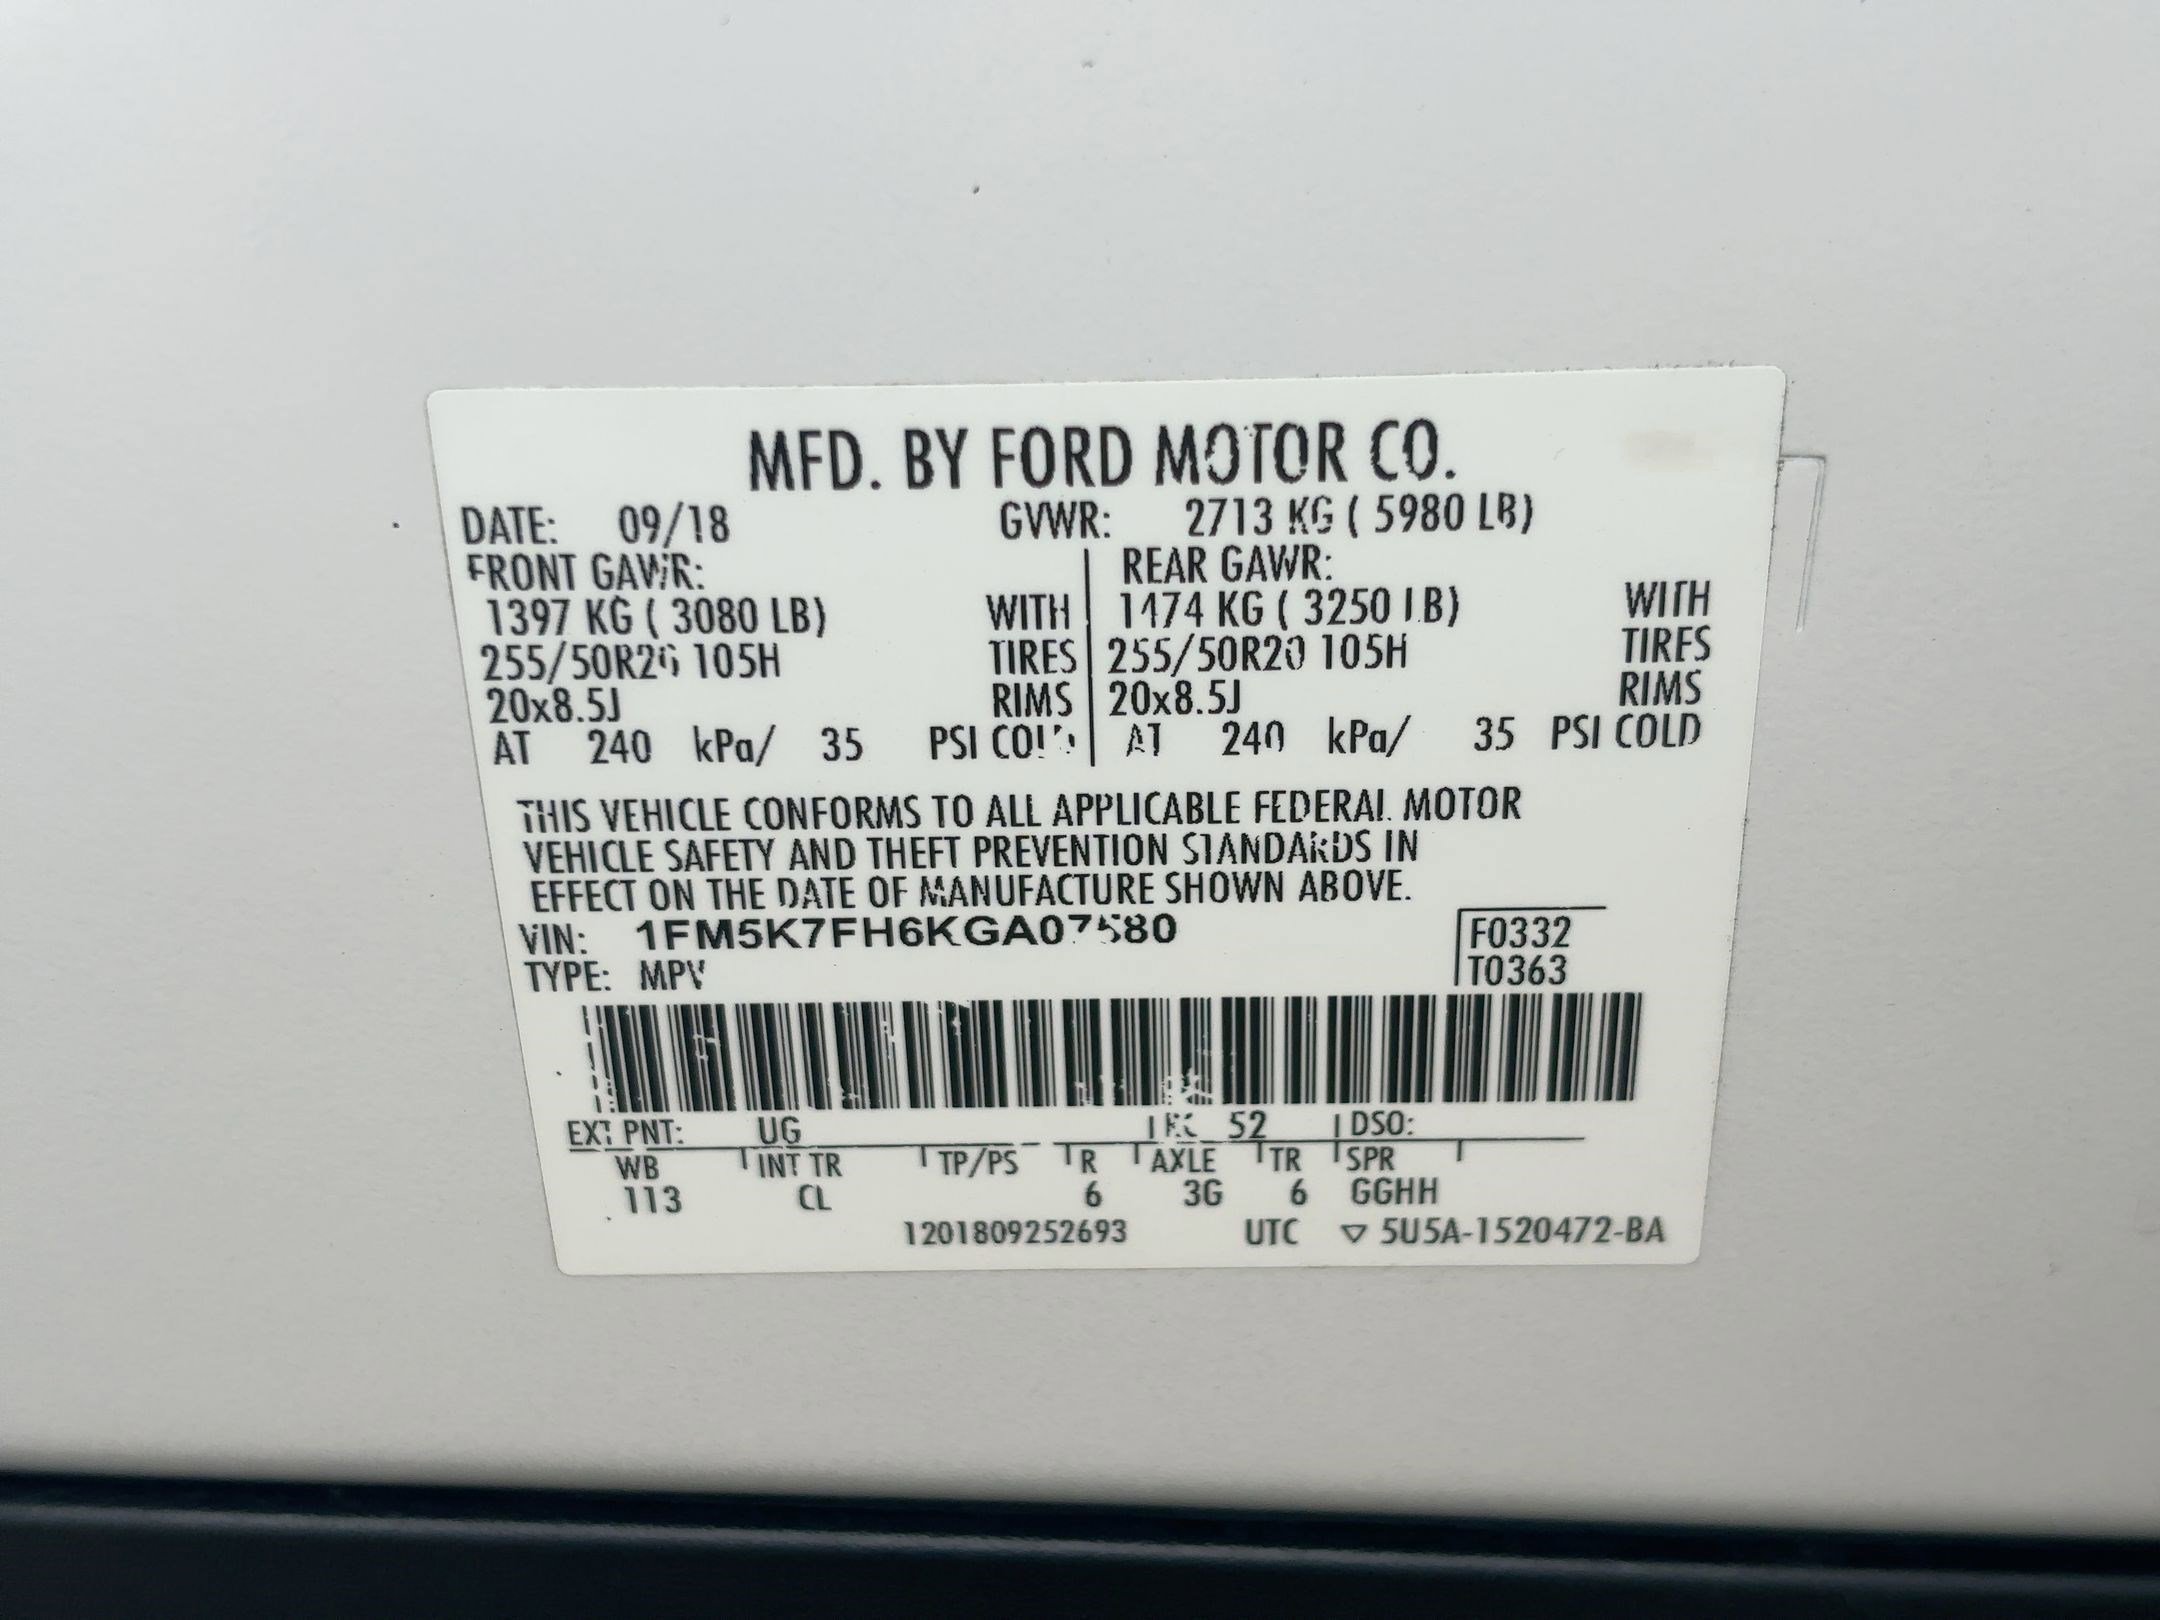 MFD. BY FORD MOTOR CO.
DATE: 09/18 GVWR: 2713 KG ( 5980 LB)
FRONT GAWR: REAR GAWR:
1397 KG ( 3080 LB) WITH 1474 KG ( 3250 LB) WITH
255/50R20 105H TIRES 255/50R20 105H TIRES
20x8.5J RIMS 20x8.5J RIMS
AT 240 kPa/ 35 PSI COLD AT 240 kPa/ 35 PSI COLD
THIS VEHICLE CONFORMS TO ALL APPLICABLE FEDERAL MOTOR
VEHICLE SAFETY AND THEFT PREVENTION STANDARDS IN
EFFECT ON THE DATE OF MANUFACTURE SHOWN ABOVE.
VIN: 1FM5K7FH6KGA07580 F0332
TYPE: MPV T0363
EXT PNT: UG RC 52 DSO:
WB INT TR TP/PS R AXLE TR SPR
113 CL 6 3G 6 GGHH
1201809252693 UTC ▽ 5U5A-1520472-BA